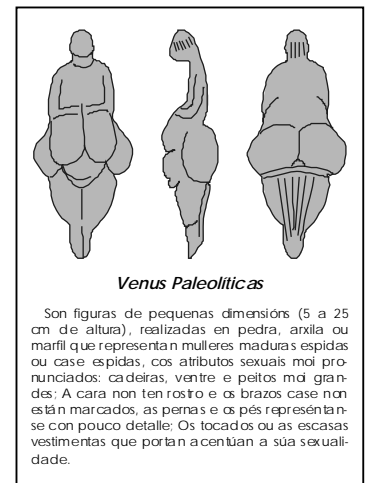 Venus Paleolíticas
Son figuras de pequenas dimensións (5 a 25
cm de altura), realizadas en pedra, arxila ou
marfil que representan mulleres maduras espidas
ou case espidas, cos atributos sexuais moi pro-
nunciados: cadeiras, ventre e peitos moi gran-
des; A cara non ten rostro e os brazos case non
están marcados, as pernas e os pés represéntan-
se con pouco detalle; Os tocados ou as escasas
vestimentas que portan acentúan a súa sexuali-
dade.